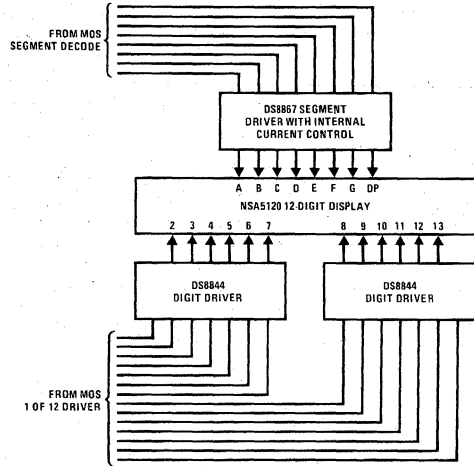 FROM MOS
SEGMENT DECODE
DS8867 SEGMENT
DRIVER WITH INTERNAL
CURRENT CONTROL
A B C D E F G DP
NSA5120 12-DIGIT DISPLAY
2 3 4 5 6 7 8 9 10 11 12 13
DS8844
DIGIT DRIVER
DS8844
DIGIT DRIVER
FROM MOS
1 OF 12 DRIVER